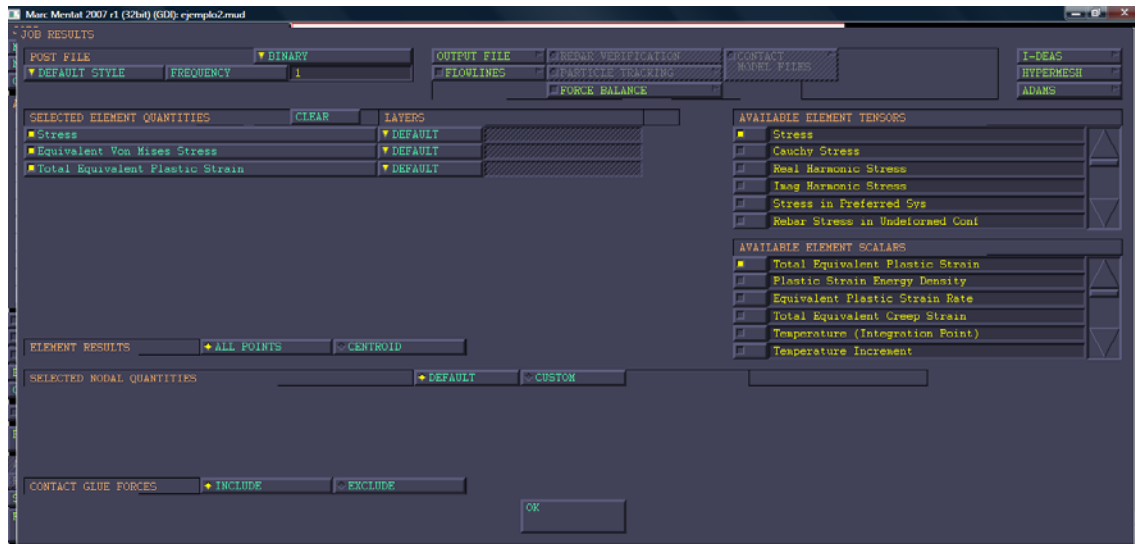 Marc Mentat 2007 r1 (32bit) (GDI): ejemplo2.mud
JOB RESULTS
POST FILE
BINARY
DEFAULT STYLE
FREQUENCY
1
OUTPUT FILE
REBAR VERIFICATION
CONTACT
MODEL FILES
FLOWLINES
PARTICLE TRACKING
FORCE BALANCE
I-DEAS
HYPERMESH
ADAMS
SELECTED ELEMENT QUANTITIES
CLEAR
LAYERS
Stress
DEFAULT
Equivalent Von Mises Stress
DEFAULT
Total Equivalent Plastic Strain
DEFAULT
AVAILABLE ELEMENT TENSORS
Stress
Cauchy Stress
Real Harmonic Stress
Imag Harmonic Stress
Stress in Preferred Sys
Rebar Stress in Undeformed Conf
AVAILABLE ELEMENT SCALARS
Total Equivalent Plastic Strain
Plastic Strain Energy Density
Equivalent Plastic Strain Rate
Total Equivalent Creep Strain
Temperature (Integration Point)
Temperature Increment
ELEMENT RESULTS
ALL POINTS
CENTROID
SELECTED NODAL QUANTITIES
DEFAULT
CUSTOM
CONTACT GLUE FORCES
INCLUDE
EXCLUDE
OK